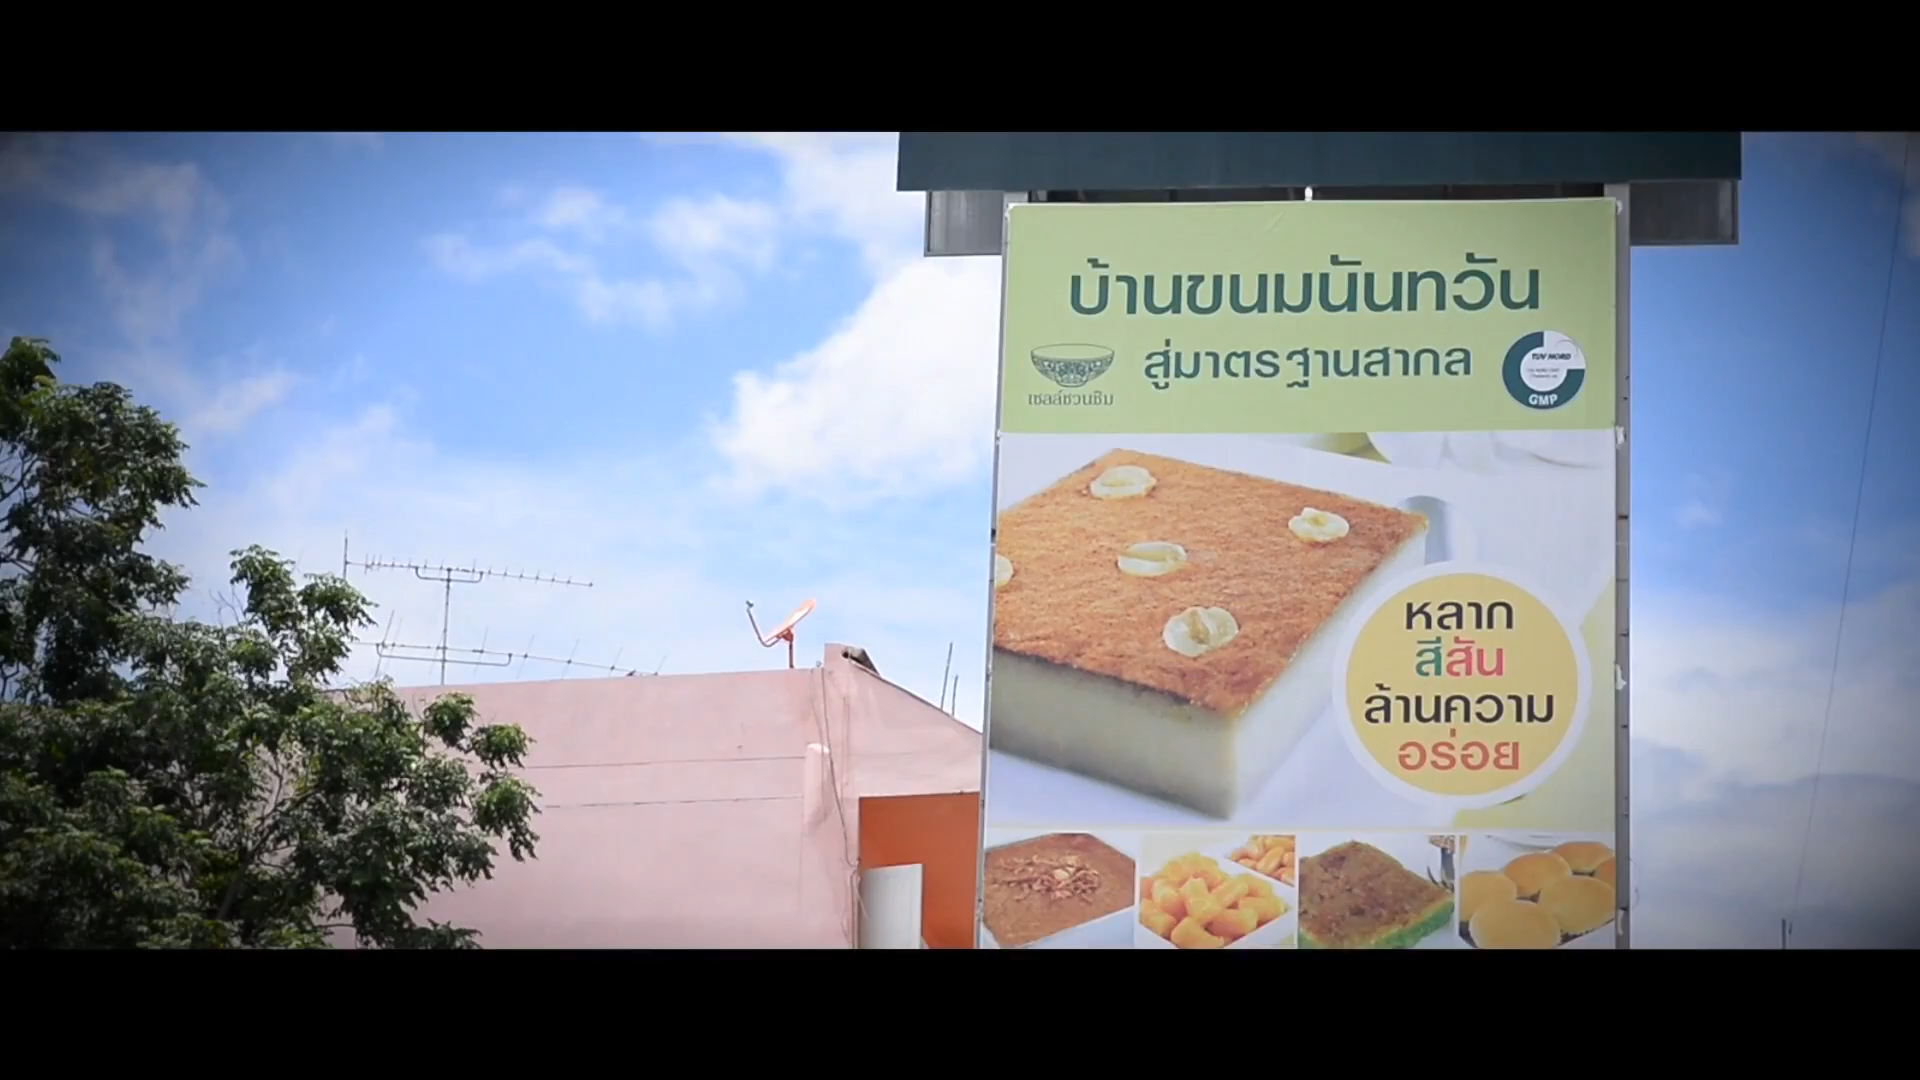 บ้านขนมนันทวัน
สู่มาตรฐานสากล
เชลล์ชวนชิม
TUV NORD
GMP
หลาก
สีสัน
ล้านความ
อร่อย